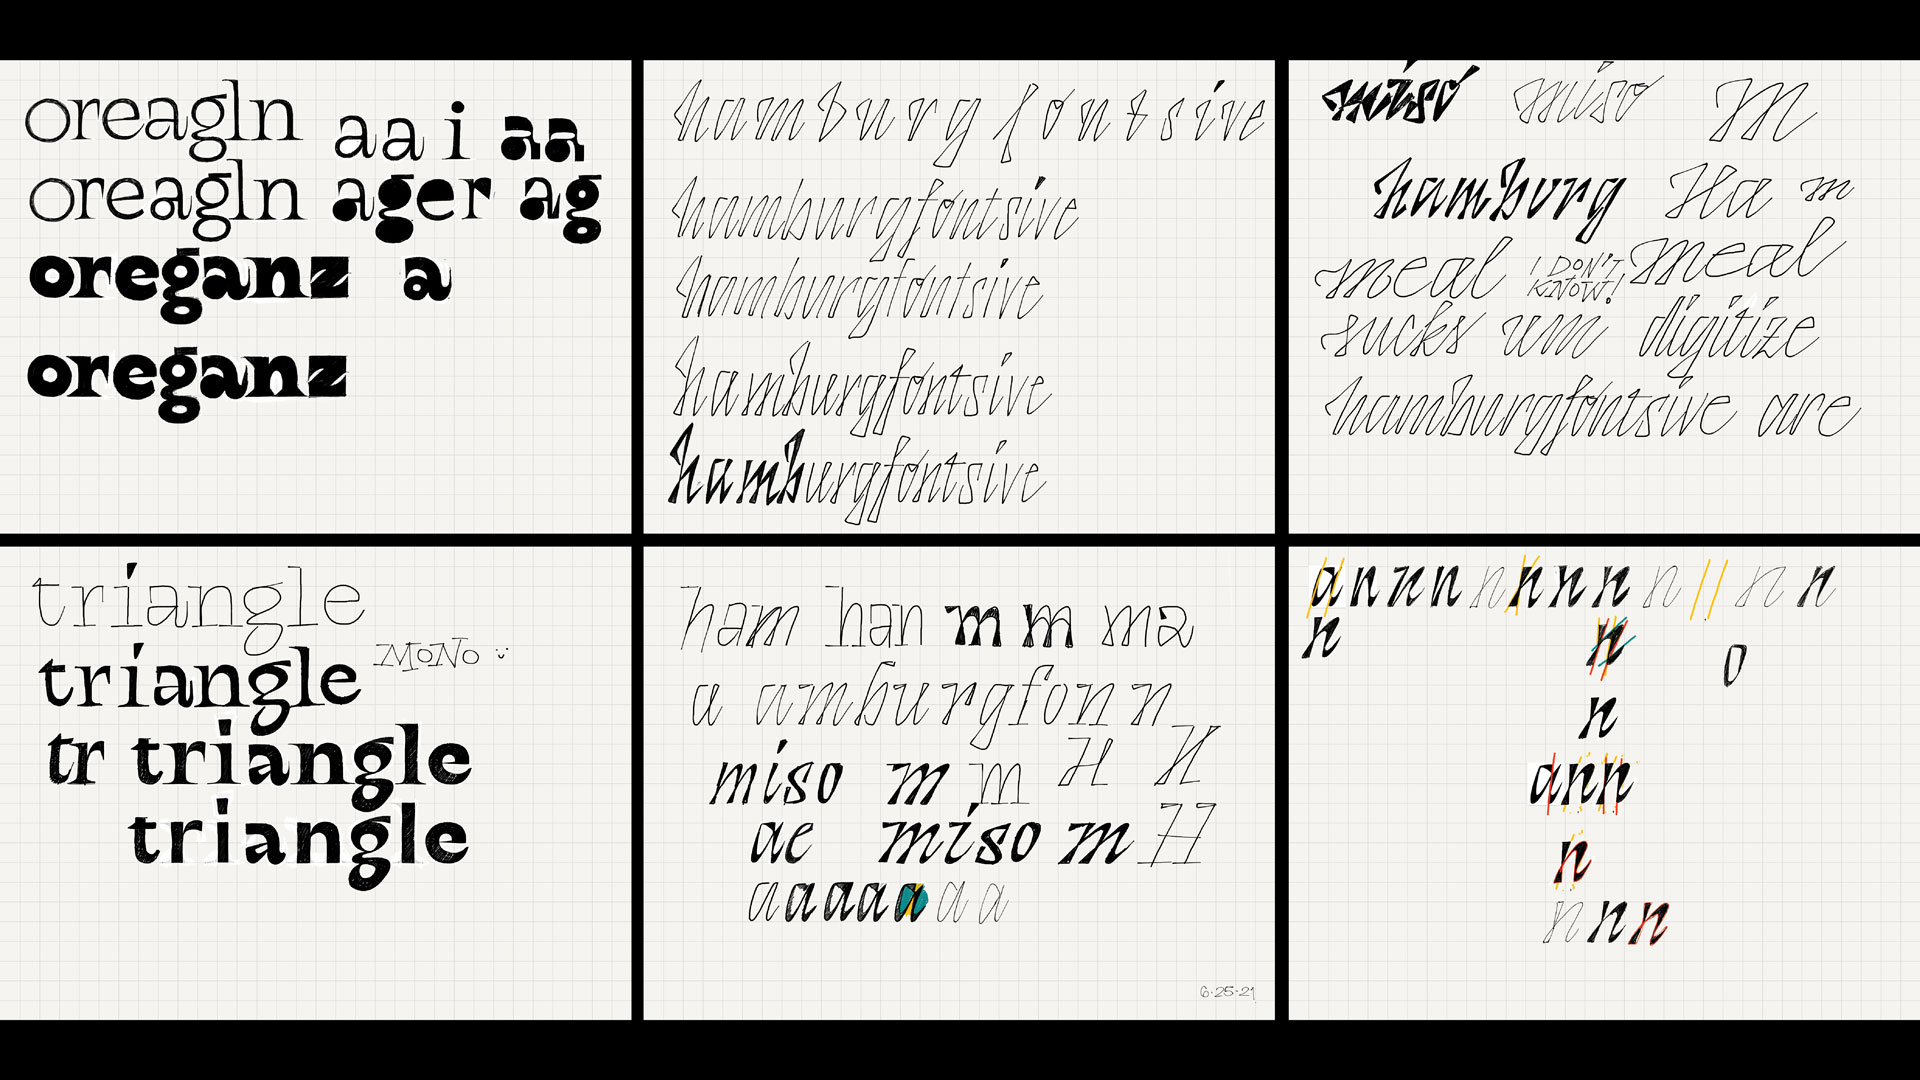 oreagln aa i aa
oreagln ager ag
oreganz a
oreganz
hamburg fontsive
hamburgfontsive
hamburgfontsive
hamburgfontsive
hamburgfontsive
miso miso m
hamburg Ha m
meal I DON'T KNOW! meal
sucks um digitize
hamburgfontsive are
triangle
triangle MONO
tr triangle
triangle
ham han m m ma
a amburgfon n
miso m m H H
ae miso m H
aaaaa a a
6·25·21
annn n nnn n // n n
n n o
n
ann
n
n n n